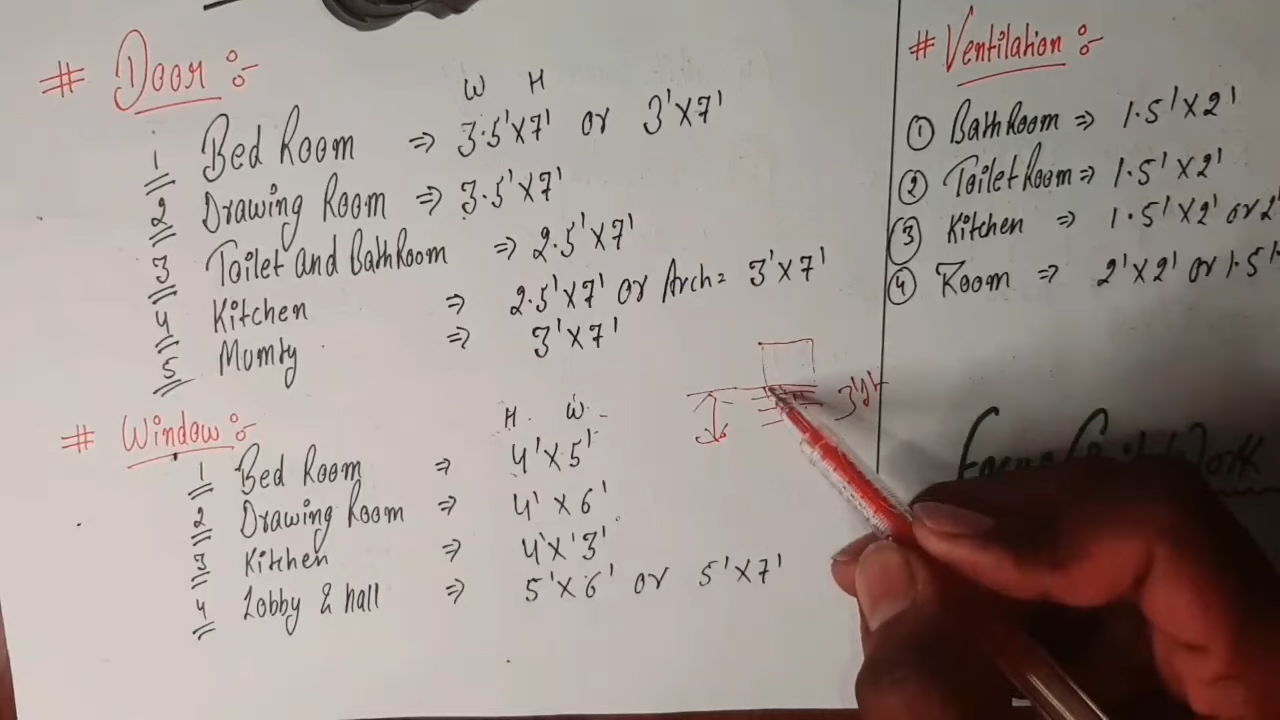 # Door :-
W H
1 Bed Room => 3.5'X7' or 3'X7'
2 Drawing Room => 3.5'X7'
3 Toilet and BathRoom => 2.5'X7'
4 Kitchen => 2.5'X7' or Arch= 3'X7'
5 Mumty => 3'X7'
# Window :-
H. W.
1 Bed Room => 4'X5'
2 Drawing Room => 4'X6'
3 Kitchen => 4'X'3'
4 Lobby & hall => 5'X6' or 5'X7'
# Ventilation :-
① BathRoom => 1.5'X2'
② ToiletRoom => 1.5'X2'
③ Kitchen => 1.5'X2' or 2'
④ Room => 2'X2' or 1.5'